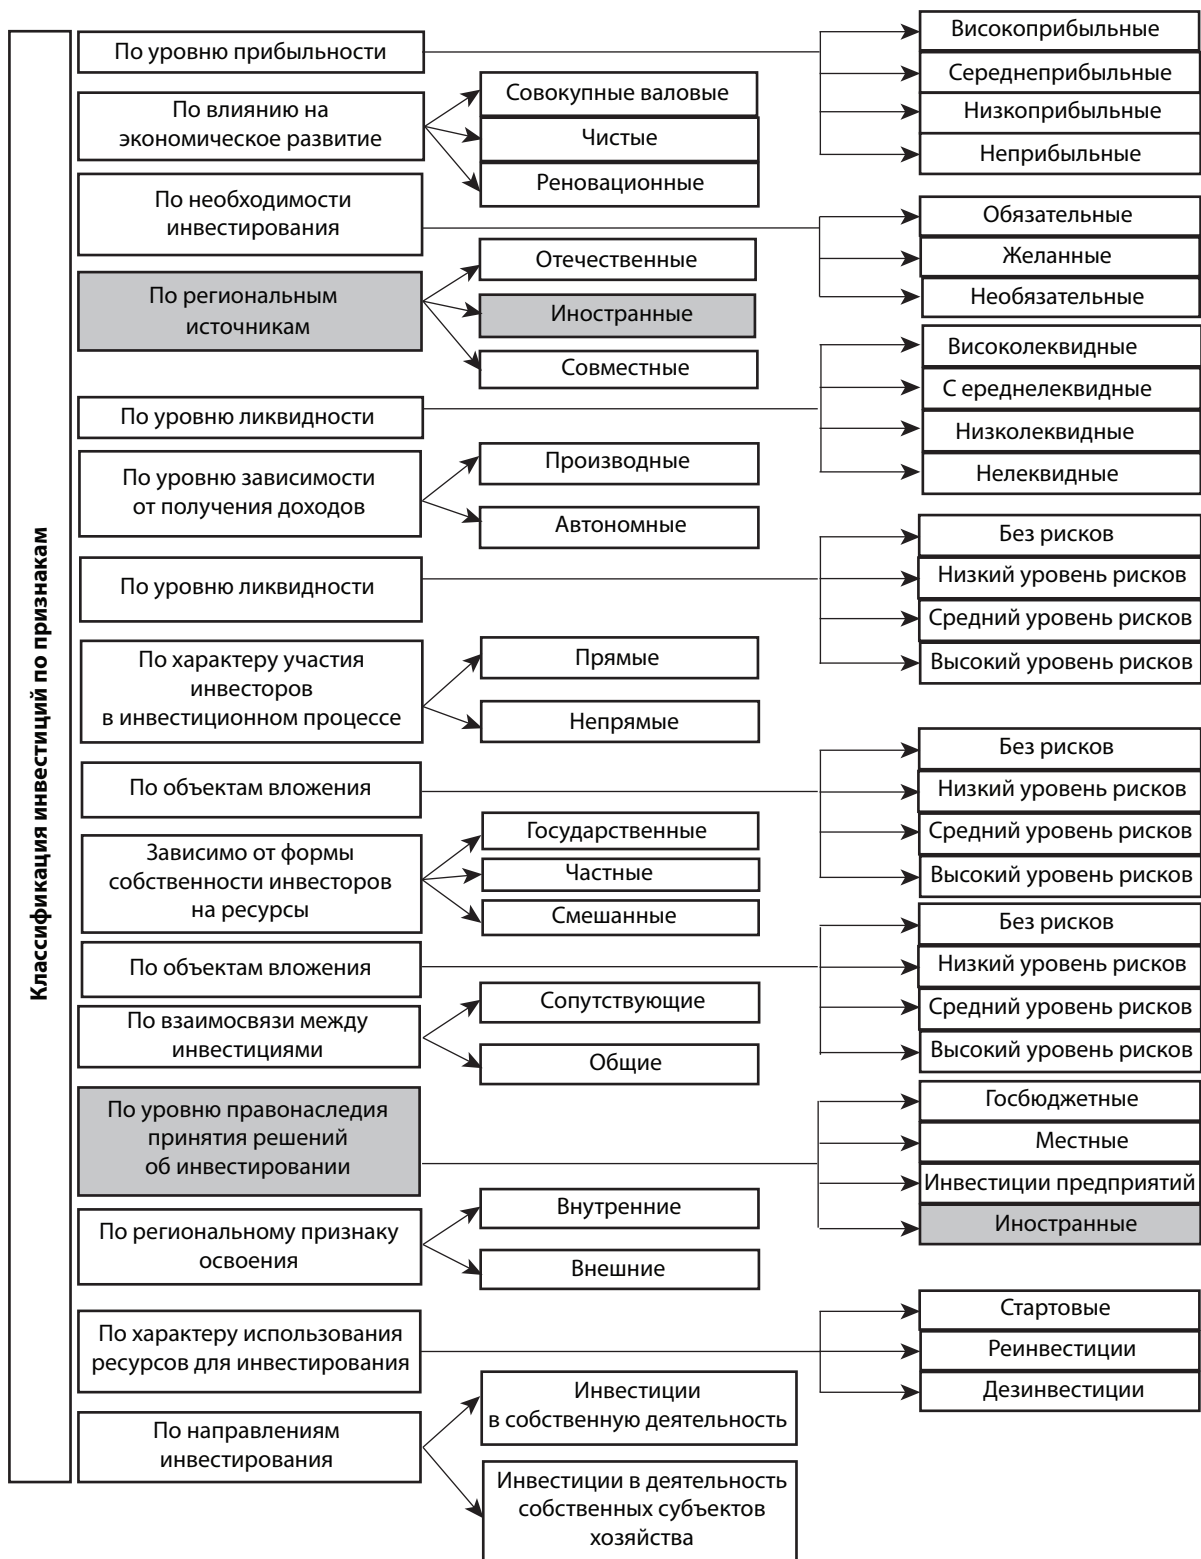 Классификация инвестиций по признакам
По уровню прибыльности
Високоприбыльные
Середнеприбыльные
Низкоприбыльные
Неприбыльные
По влиянию на
экономическое развитие
Совокупные валовые
Чистые
Реновационные
По необходимости
инвестирования
Обязательные
Желанные
Необязательные
По региональным
источникам
Отечественные
Иностранные
Совместные
По уровню ликвидности
Високолеквидные
С ереднелеквидные
Низколеквидные
Нелеквидные
По уровню зависимости
от получения доходов
Производные
Автономные
По уровню ликвидности
Без рисков
Низкий уровень рисков
Средний уровень рисков
Высокий уровень рисков
По характеру участия
инвесторов
в инвестиционном процессе
Прямые
Непрямые
По объектам вложения
Без рисков
Низкий уровень рисков
Средний уровень рисков
Высокий уровень рисков
Зависимо от формы
собственности инвесторов
на ресурсы
Государственные
Частные
Смешанные
По объектам вложения
Без рисков
Низкий уровень рисков
Средний уровень рисков
Высокий уровень рисков
По взаимосвязи между
инвестициями
Сопутствующие
Общие
По уровню правонаследия
принятия решений
об инвестировании
Госбюджетные
Местные
Инвестиции предприятий
Иностранные
По региональному признаку
освоения
Внутренние
Внешние
По характеру использования
ресурсов для инвестирования
Стартовые
Реинвестиции
Дезинвестиции
По направлениям
инвестирования
Инвестиции
в собственную деятельность
Инвестиции в деятельность
собственных субъектов
хозяйства